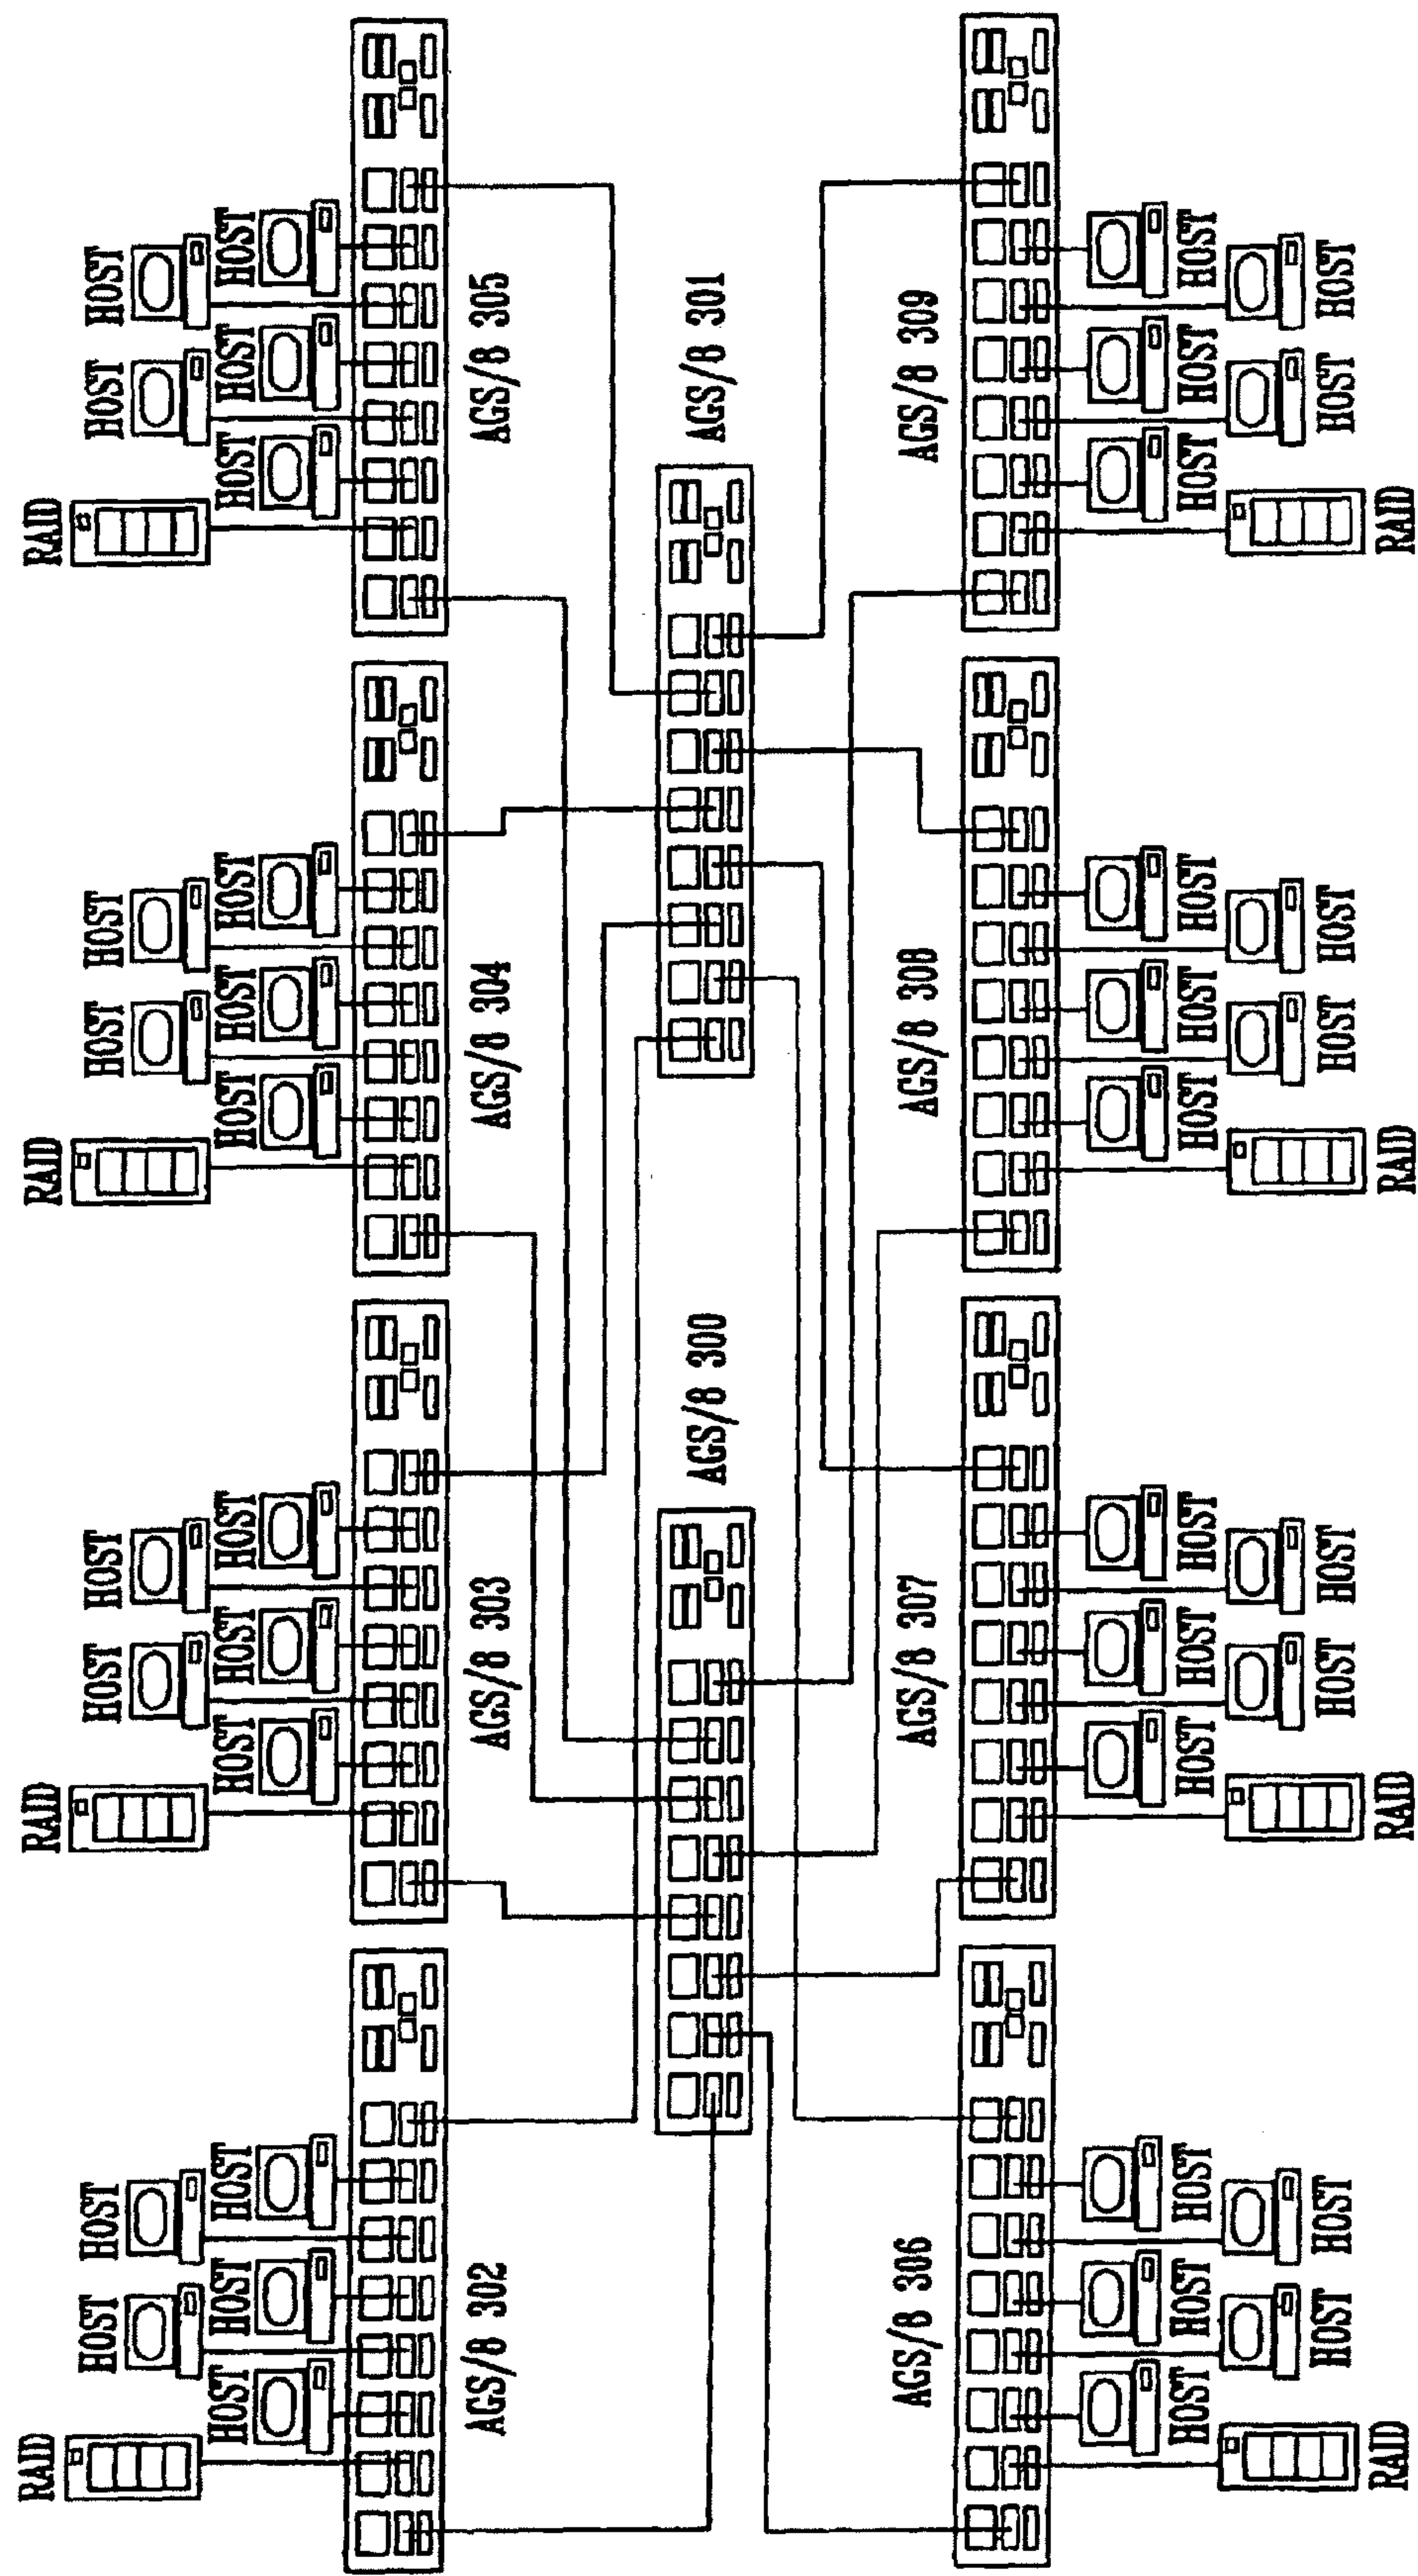 RAID RAID RAID RAID
HOST HOST HOST HOST HOST HOST HOST HOST
HOST HOST HOST HOST HOST HOST HOST HOST HOST HOST HOST HOST
AGS/8 302 AGS/8 303 AGS/8 304 AGS/8 305
AGS/8 300 AGS/8 301
AGS/8 306 AGS/8 307 AGS/8 308 AGS/8 309
HOST HOST HOST HOST HOST HOST HOST HOST HOST HOST HOST HOST
HOST HOST HOST HOST HOST HOST HOST HOST
RAID RAID RAID RAID